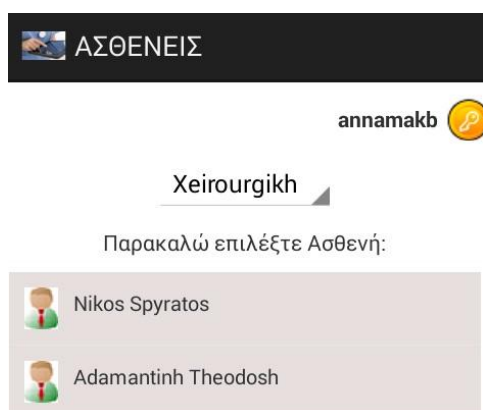 ΑΣΘΕΝΕΙΣ
annamakb
Xeirourgikh
Παρακαλώ επιλέξτε Ασθενή:
Nikos Spyratos
Adamantinh Theodosh